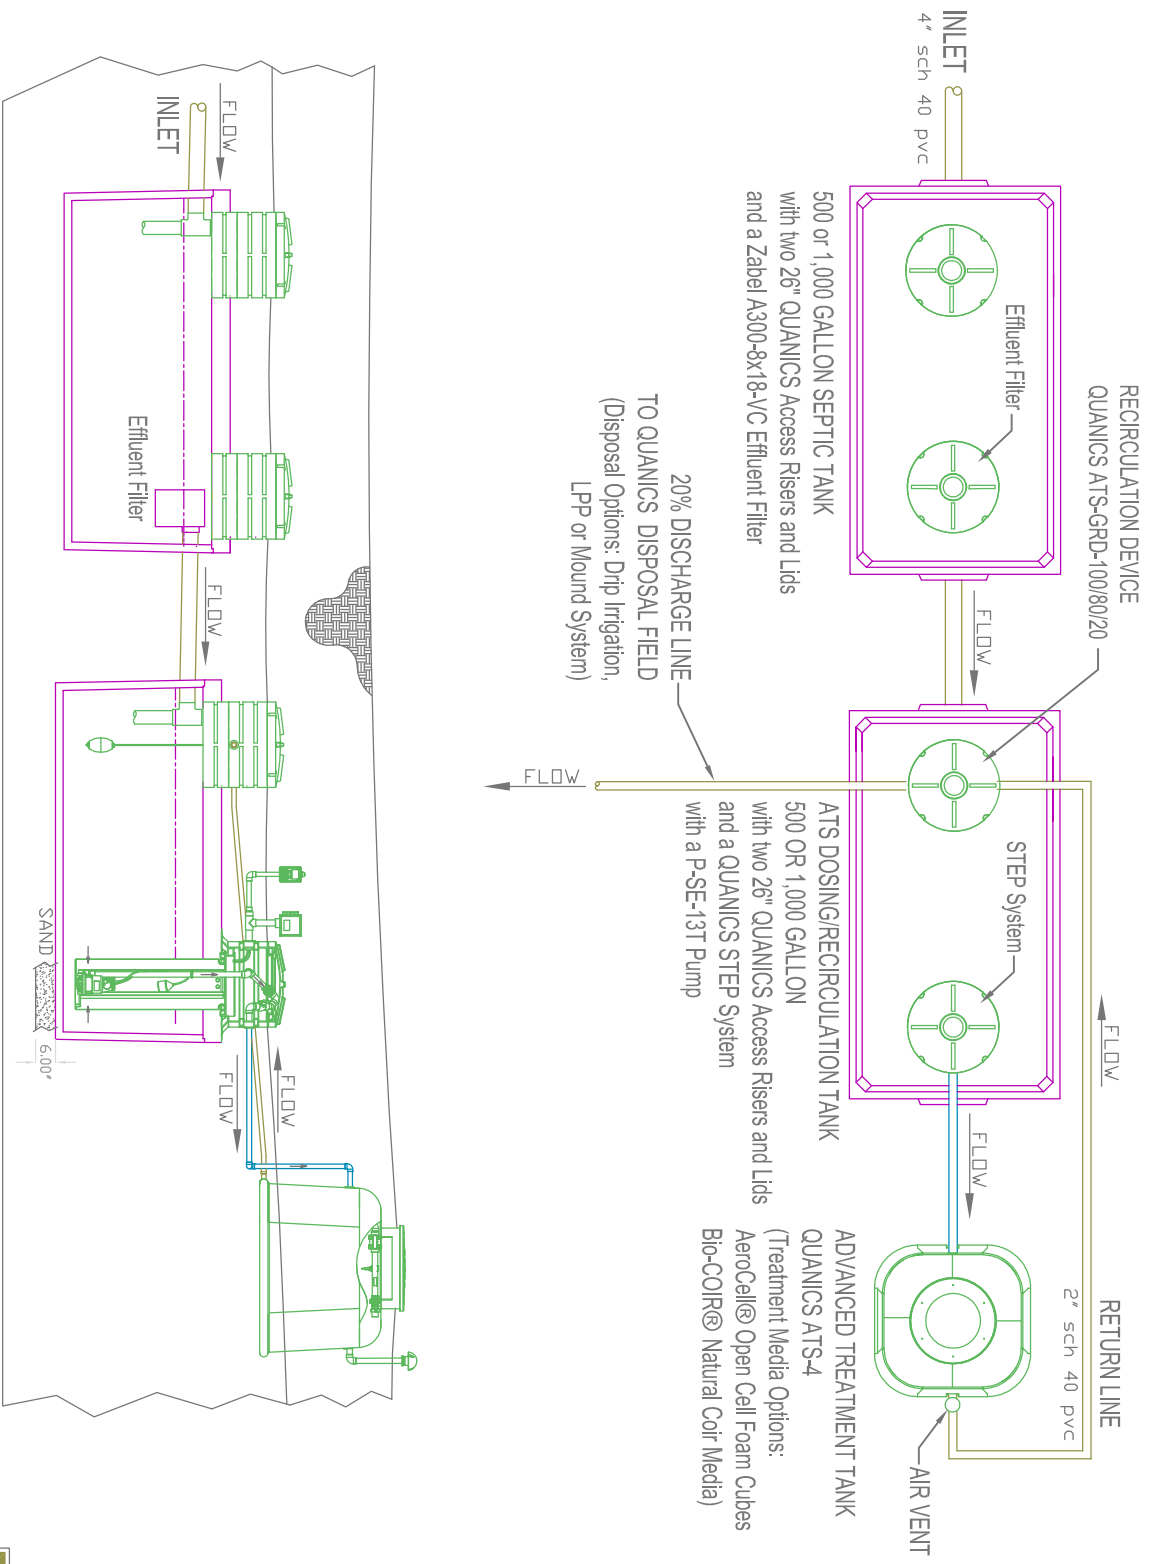 INLET
4" sch 40 pvc
RECIRCULATION DEVICE
QUANICS ATS-GRD-100/80/20
Effluent Filter
FLOW
STEP System
FLOW
FLOW
RETURN LINE
2" sch 40 pvc
AIR VENT
500 or 1,000 GALLON SEPTIC TANK
with two 26" QUANICS Access Risers and Lids
and a Zabel A300-8x18-VC Effluent Filter
20% DISCHARGE LINE
TO QUANICS DISPOSAL FIELD
(Disposal Options: Drip Irrigation,
LPP or Mound System)
FLOW
ATS DOSING/RECIRCULATION TANK
500 OR 1,000 GALLON
with two 26" QUANICS Access Risers and Lids
and a QUANICS STEP System
with a P-SE-13T Pump
ADVANCED TREATMENT TANK
QUANICS ATS-4
(Treatment Media Options:
AeroCell® Open Cell Foam Cubes
Bio-COIR® Natural Coir Media)
FLOW
INLET
Effluent Filter
FLOW
FLOW
FLOW
SAND
6.00"